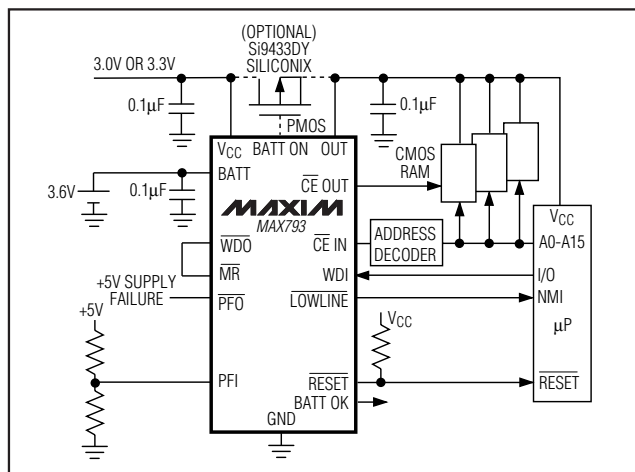 (OPTIONAL)
Si9433DY
SILICONIX
3.0V OR 3.3V
0.1μF
0.1μF
PMOS
VCC
BATT ON
OUT
BATT
CMOS
RAM
3.6V
0.1μF
CE OUT
MAXIM
MAX793
VCC
WDO
CE IN
ADDRESS
DECODER
A0-A15
MR
WDI
I/O
+5V SUPPLY
FAILURE
PFO
LOWLINE
NMI
+5V
VCC
μP
PFI
RESET
RESET
BATT OK
GND